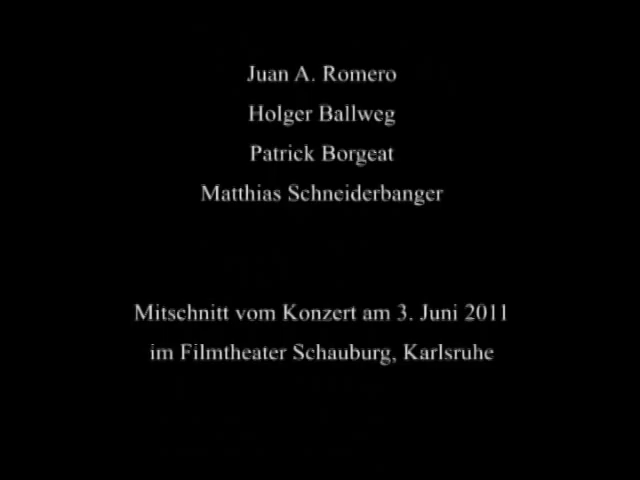 Juan A. Romero
Holger Ballweg
Patrick Borgeat
Matthias Schneiderbanger
Mitschnitt vom Konzert am 3. Juni 2011
im Filmtheater Schauburg, Karlsruhe